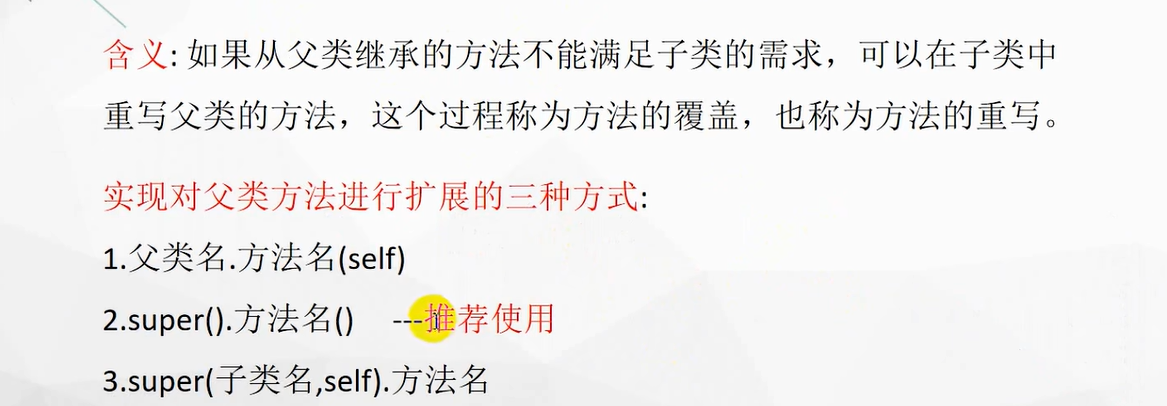 含义: 如果从父类继承的方法不能满足子类的需求，可以在子类中
重写父类的方法，这个过程称为方法的覆盖，也称为方法的重写。
实现对父类方法进行扩展的三种方式:
1.父类名.方法名(self)
2.super().方法名() ---推荐使用
3.super(子类名,self).方法名